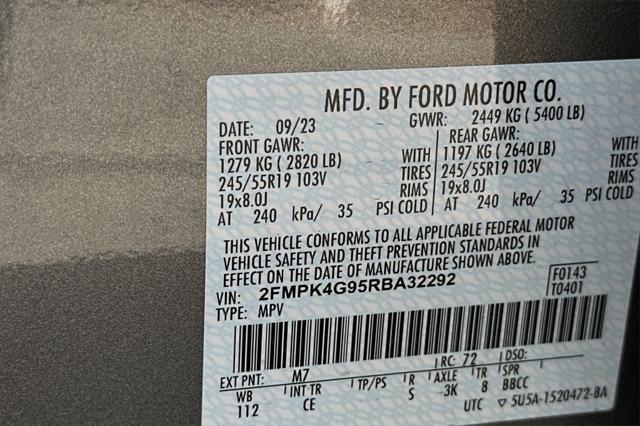 MFD. BY FORD MOTOR CO.
DATE: 09/23 GVWR: 2449 KG ( 5400 LB)
FRONT GAWR: REAR GAWR:
1279 KG ( 2820 LB) WITH 1197 KG ( 2640 LB) WITH
245/55R19 103V TIRES 245/55R19 103V TIRES
19x8.0J RIMS 19x8.0J RIMS
AT 240 kPa/ 35 PSI COLD AT 240 kPa/ 35 PSI COLD
THIS VEHICLE CONFORMS TO ALL APPLICABLE FEDERAL MOTOR
VEHICLE SAFETY AND THEFT PREVENTION STANDARDS IN
EFFECT ON THE DATE OF MANUFACTURE SHOWN ABOVE.
VIN: 2FMPK4G95RBA32292 F0143
TYPE: MPV T0401
EXT PNT: M7 RC: 72 DSO:
WB INT TR TP/PS R AXLE TR SPR
112 CE S 3K 8 BBCC
UTC ▽ 5U5A-1520472-BA